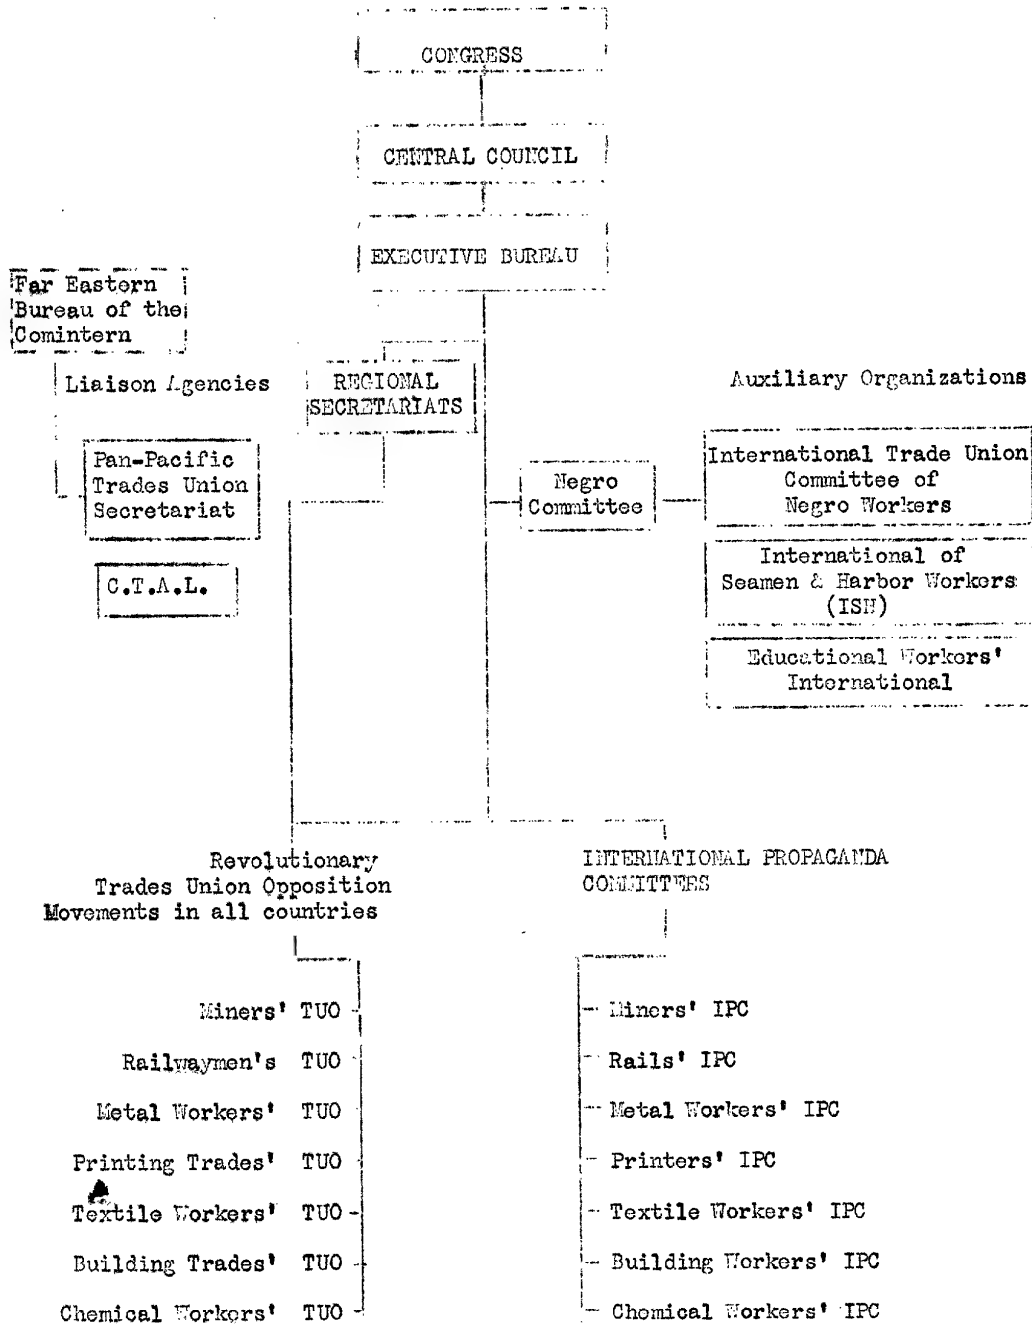 CONGRESS
CENTRAL COUNCIL
EXECUTIVE BUREAU
Far Eastern
Bureau of the
Comintern
Liaison Agencies
REGIONAL
SECRETARIATS
Auxiliary Organizations
Pan-Pacific
Trades Union
Secretariat
C.T.A.L.
Negro
Committee
International Trade Union
Committee of
Negro Workers
International of
Seamen & Harbor Workers
(ISH)
Educational Workers'
International
Revolutionary
Trades Union Opposition
Movements in all countries
INTERNATIONAL PROPAGANDA
COMMITTEES
Miners' TUO
Railwaymen's TUO
Metal Workers' TUO
Printing Trades' TUO
Textile Workers' TUO
Building Trades' TUO
Chemical Workers' TUO
Miners' IPC
Rails' IPC
Metal Workers' IPC
Printers' IPC
Textile Workers' IPC
Building Workers' IPC
Chemical Workers' IPC